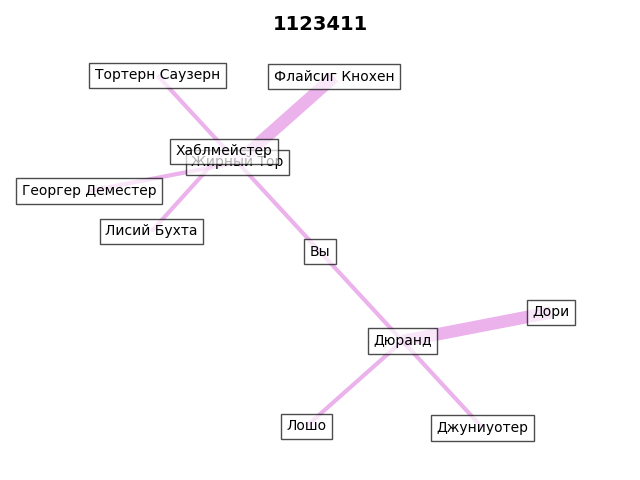 1123411
Тортерн Саузерн
Флайсиг Кнохен
Хаблмейстер
Жирный Тор
Георгер Деместер
Лисий Бухта
Вы
Дори
Дюранд
Лошо
Джуниуотер